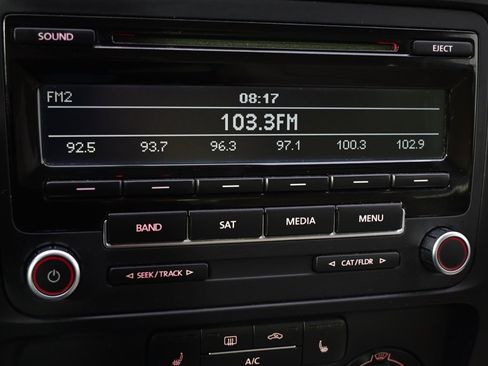 SOUND
EJECT
FM2 08:17
103.3FM
92.5 93.7 96.3 97.1 100.3 102.9
BAND SAT MEDIA MENU
◁ SEEK/TRACK ▷ ◁ CAT/FLDR ▷
A/C